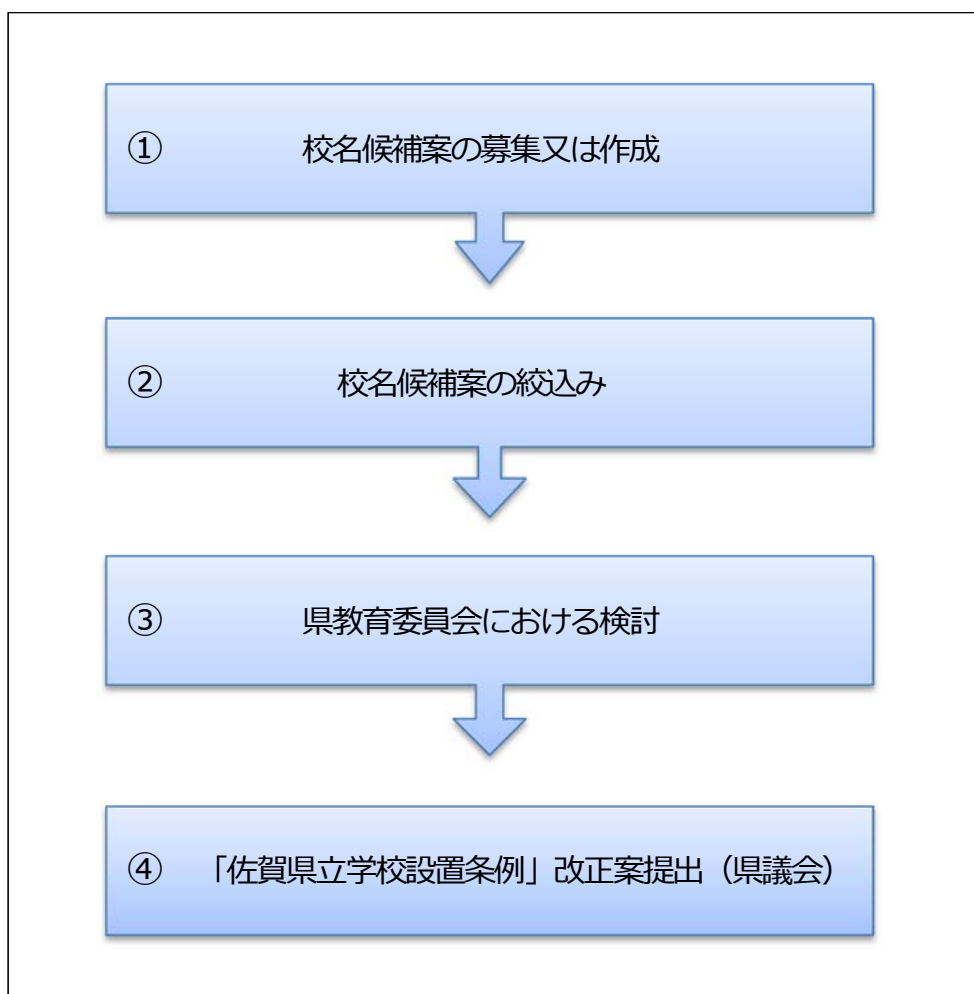 ① 校名候補案の募集又は作成
② 校名候補案の絞込み
③ 県教育委員会における検討
④ 「佐賀県立学校設置条例」改正案提出（県議会）